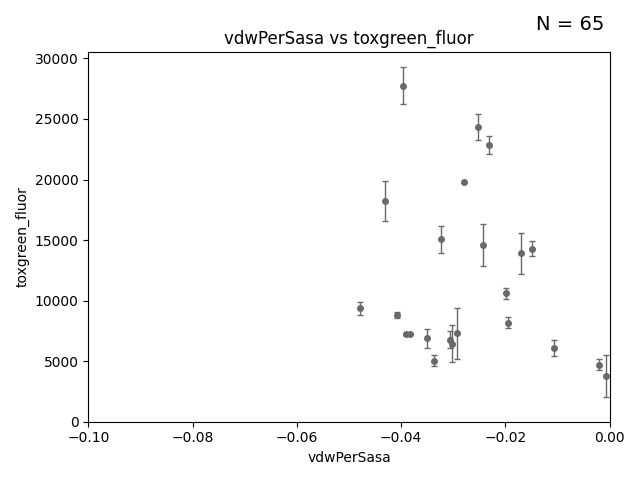 N = 65
vdwPerSasa vs toxgreen_fluor
30000
25000
20000
15000
10000
5000
0
toxgreen_fluor
−0.10 −0.08 −0.06 −0.04 −0.02 0.00
vdwPerSasa